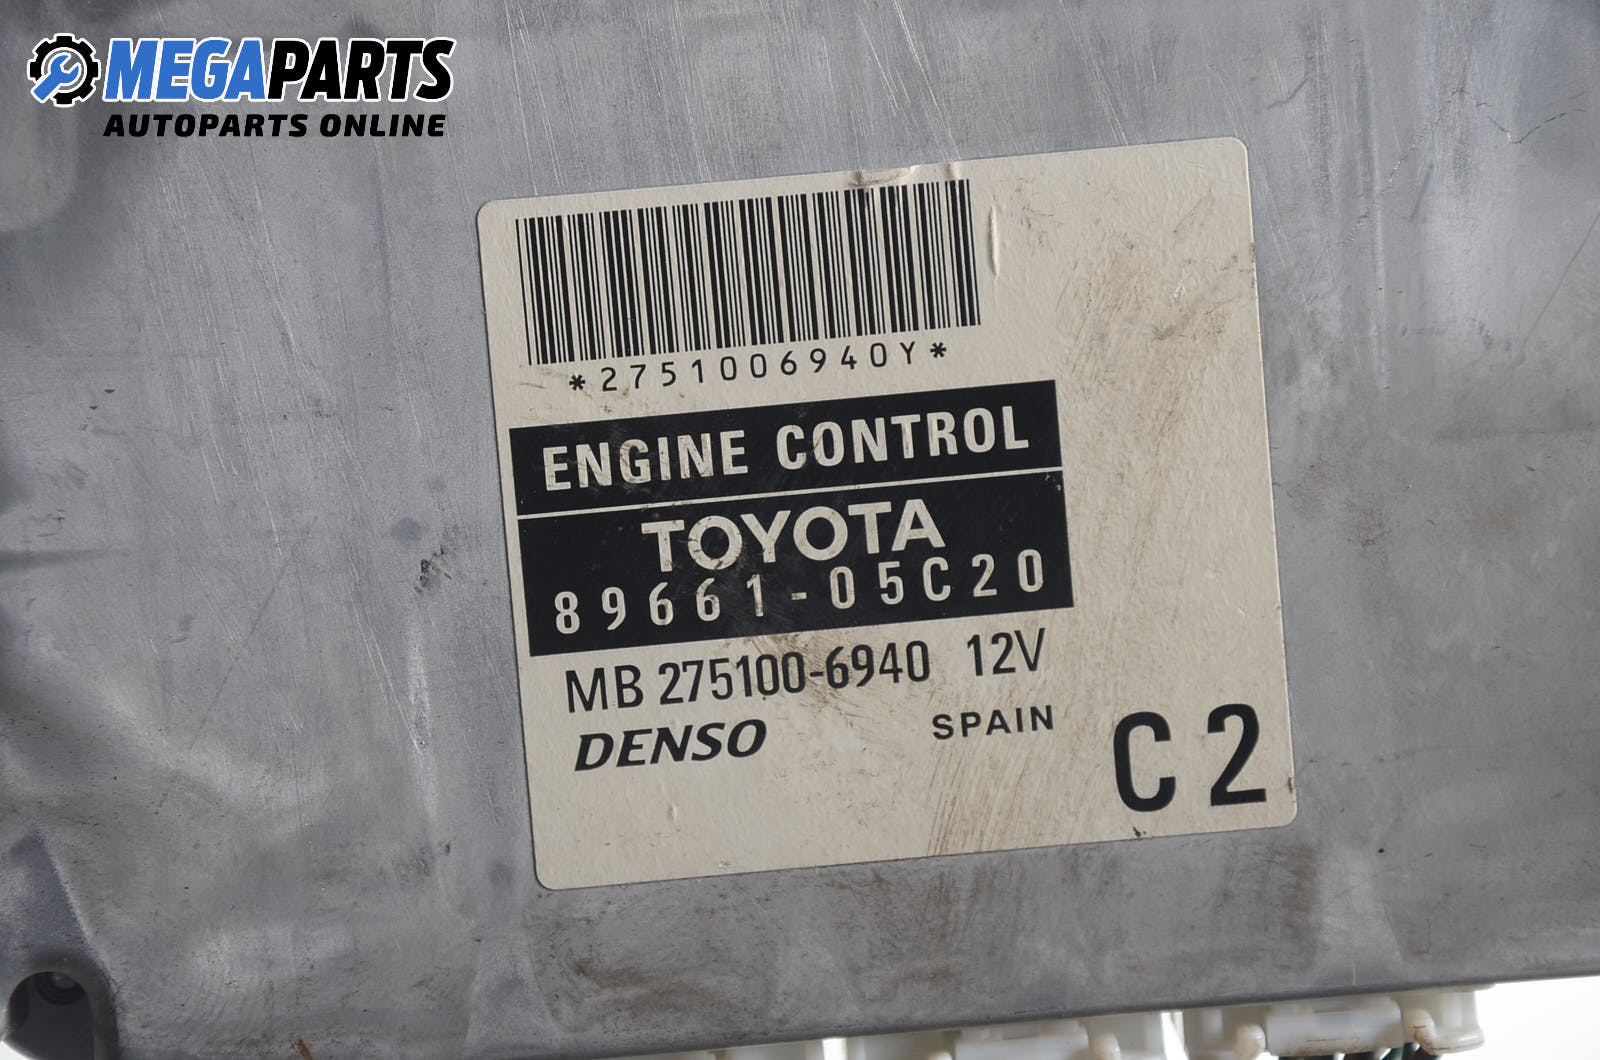 MEGAPARTS
AUTOPARTS ONLINE
*2751006940Y*
ENGINE CONTROL
TOYOTA
89661-05C20
MB 275100-6940 12V
DENSO SPAIN
C2